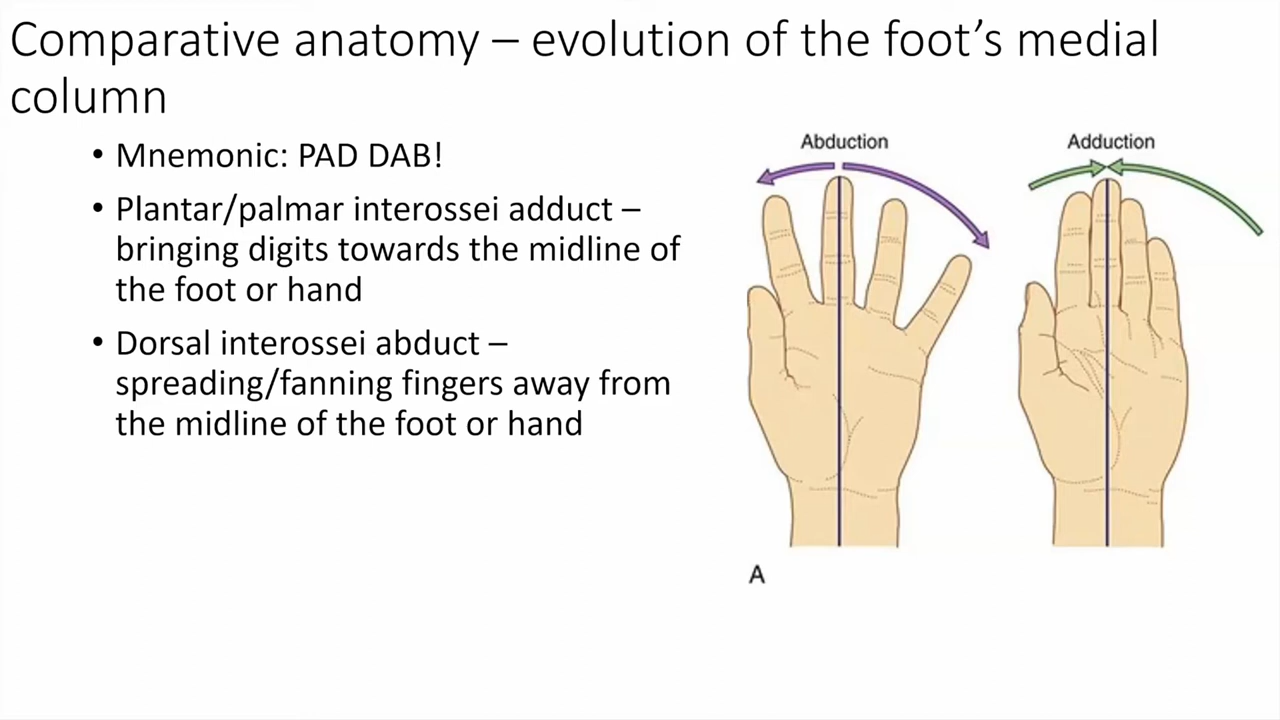 Comparative anatomy – evolution of the foot’s medial
column
• Mnemonic: PAD DAB!
• Plantar/palmar interossei adduct –
bringing digits towards the midline of
the foot or hand
• Dorsal interossei abduct –
spreading/fanning fingers away from
the midline of the foot or hand
Abduction
Adduction
A